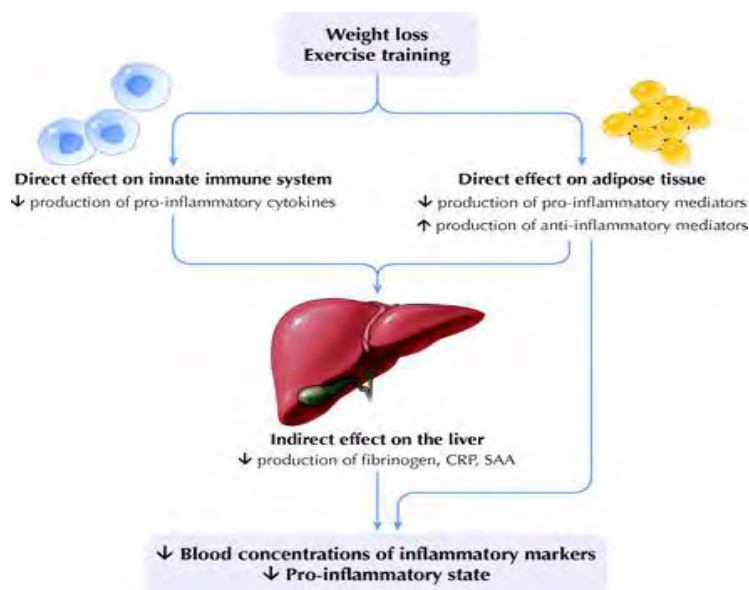 Weight loss
Exercise training
Direct effect on innate immune system
↓ production of pro-inflammatory cytokines
Direct effect on adipose tissue
↓ production of pro-inflammatory mediators
↑ production of anti-inflammatory mediators
Indirect effect on the liver
↓ production of fibrinogen, CRP, SAA
↓ Blood concentrations of inflammatory markers
↓ Pro-inflammatory state